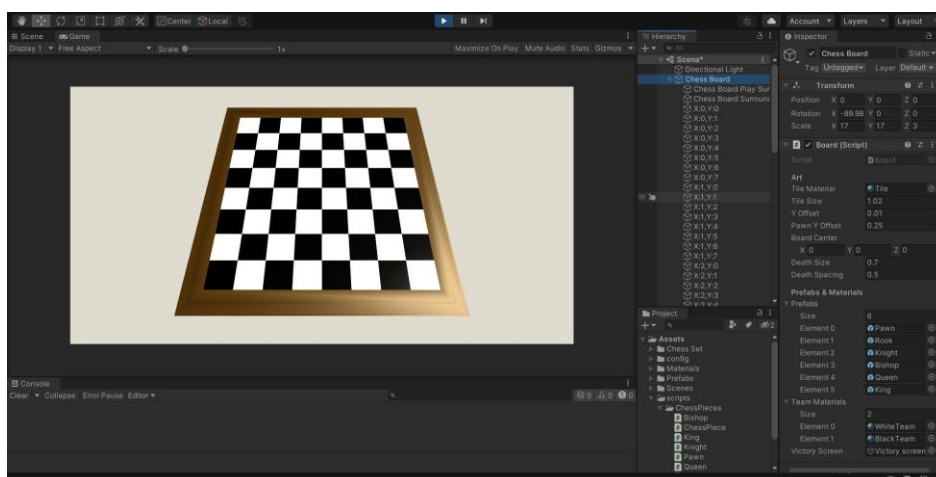 Center Local
Account Layers Layout
Scene Game
Display 1 Free Aspect Scale 1x Maximize On Play Mute Audio Stats Gizmos
Hierarchy
All
Scena*
Directional Light
Chess Board
Chess Board Play Sur
Chess Board Surround
X:0,Y:0
X:0,Y:1
X:0,Y:2
X:0,Y:3
X:0,Y:4
X:0,Y:5
X:0,Y:6
X:0,Y:7
X:1,Y:0
X:1,Y:1
X:1,Y:2
X:1,Y:3
X:1,Y:4
X:1,Y:5
X:1,Y:6
X:1,Y:7
X:2,Y:0
X:2,Y:1
X:2,Y:2
X:2,Y:3
X:2,Y:4
Project
2
Assets
Chess Set
config
Materials
Prefabs
Scenes
scripts
ChessPieces
Bishop
ChessPiece
King
Knight
Pawn
Queen
Console
Clear Collapse Error Pause Editor 0 0 0
Inspector
Chess Board Static
Tag Untagged Layer Default
Transform
Position X 0 Y 0 Z 0
Rotation X -89.98 Y 0 Z 0
Scale X 17 Y 17 Z 3
Board (Script)
Script Board
Art
Tile Material Tile
Tile Size 1.02
Y Offset 0.01
Pawn Y Offset 0.25
Board Center
X 0 Y 0 Z 0
Death Size 0.7
Death Spacing 0.5
Prefabs & Materials
Prefabs
Size 6
Element 0 Pawn
Element 1 Rook
Element 2 Knight
Element 3 Bishop
Element 4 Queen
Element 5 King
Team Materials
Size 2
Element 0 WhiteTeam
Element 1 BlackTeam
Victory Screen Victory screen